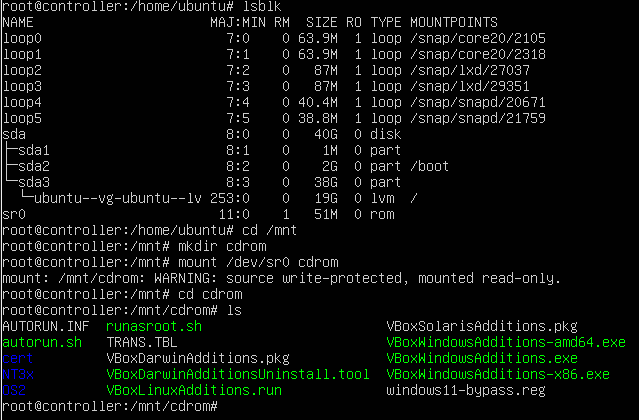 root@controller:/home/ubuntu# lsblk
NAME                      MAJ:MIN RM  SIZE RO TYPE MOUNTPOINTS
loop0                       7:0    0 63.9M  1 loop /snap/core20/2105
loop1                       7:1    0 63.9M  1 loop /snap/core20/2318
loop2                       7:2    0   87M  1 loop /snap/lxd/27037
loop3                       7:3    0   87M  1 loop /snap/lxd/29351
loop4                       7:4    0 40.4M  1 loop /snap/snapd/20671
loop5                       7:5    0 38.8M  1 loop /snap/snapd/21759
sda                         8:0    0   40G  0 disk
├─sda1                      8:1    0    1M  0 part
├─sda2                      8:2    0    2G  0 part /boot
└─sda3                      8:3    0   38G  0 part
  └─ubuntu--vg-ubuntu--lv 253:0    0   19G  0 lvm  /
sr0                        11:0    1   51M  0 rom
root@controller:/home/ubuntu# cd /mnt
root@controller:/mnt# mkdir cdrom
root@controller:/mnt# mount /dev/sr0 cdrom
mount: /mnt/cdrom: WARNING: source write-protected, mounted read-only.
root@controller:/mnt# cd cdrom
root@controller:/mnt/cdrom# ls
AUTORUN.INF  runasroot.sh                       VBoxSolarisAdditions.pkg
autorun.sh   TRANS.TBL                          VBoxWindowsAdditions-amd64.exe
cert         VBoxDarwinAdditions.pkg            VBoxWindowsAdditions.exe
NT3x         VBoxDarwinAdditionsUninstall.tool  VBoxWindowsAdditions-x86.exe
OS2          VBoxLinuxAdditions.run             windows11-bypass.reg
root@controller:/mnt/cdrom#